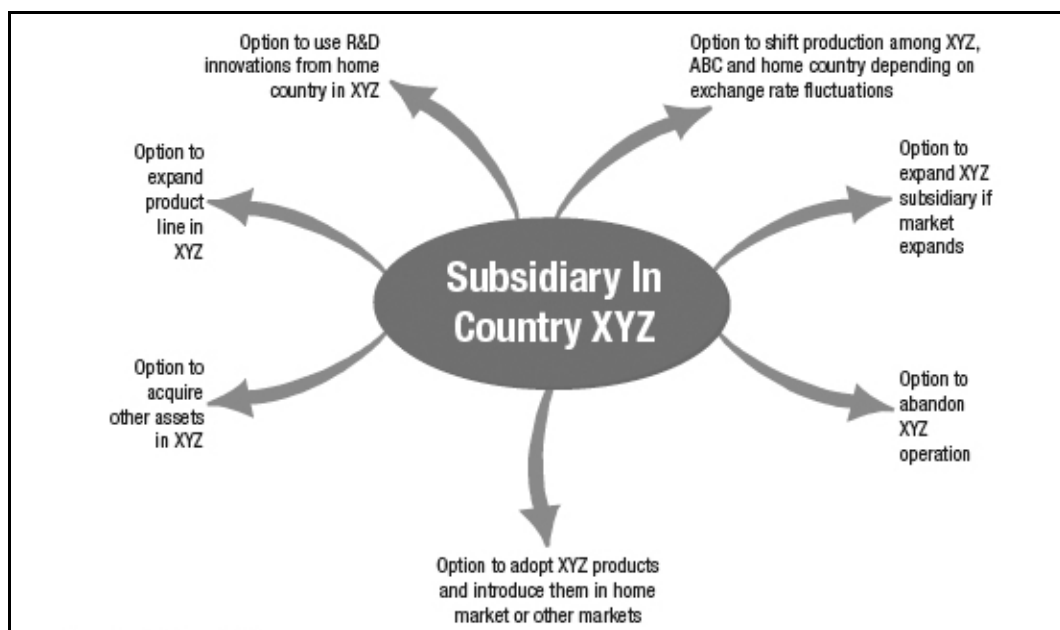 Option to use R&D
innovations from home
country in XYZ
Option to shift production among XYZ,
ABC and home country depending on
exchange rate fluctuations
Option to
expand
product
line in
XYZ
Option to
expand XYZ
subsidiary if
market
expands
Subsidiary In
Country XYZ
Option to
acquire
other assets
in XYZ
Option to
abandon
XYZ
operation
Option to adopt XYZ products
and introduce them in home
market or other markets